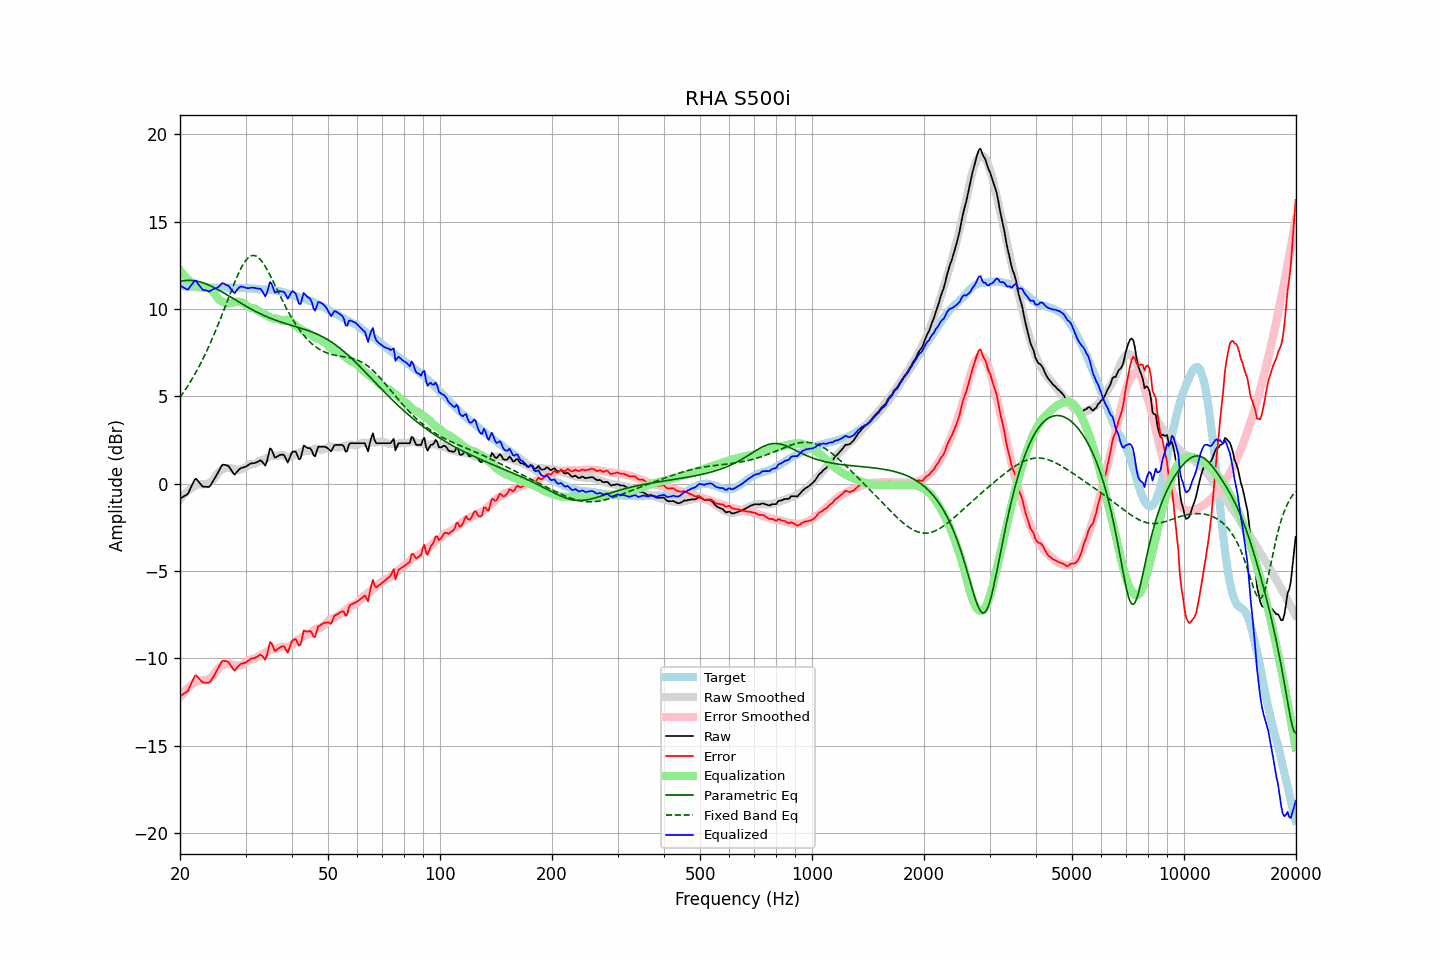 RHA S500i
Amplitude (dBr)
20
15
10
5
0
−5
−10
−15
−20
Target
Raw Smoothed
Error Smoothed
Raw
Error
Equalization
Parametric Eq
Fixed Band Eq
Equalized
20 50 100 200 500 1000 2000 5000 10000 20000
Frequency (Hz)